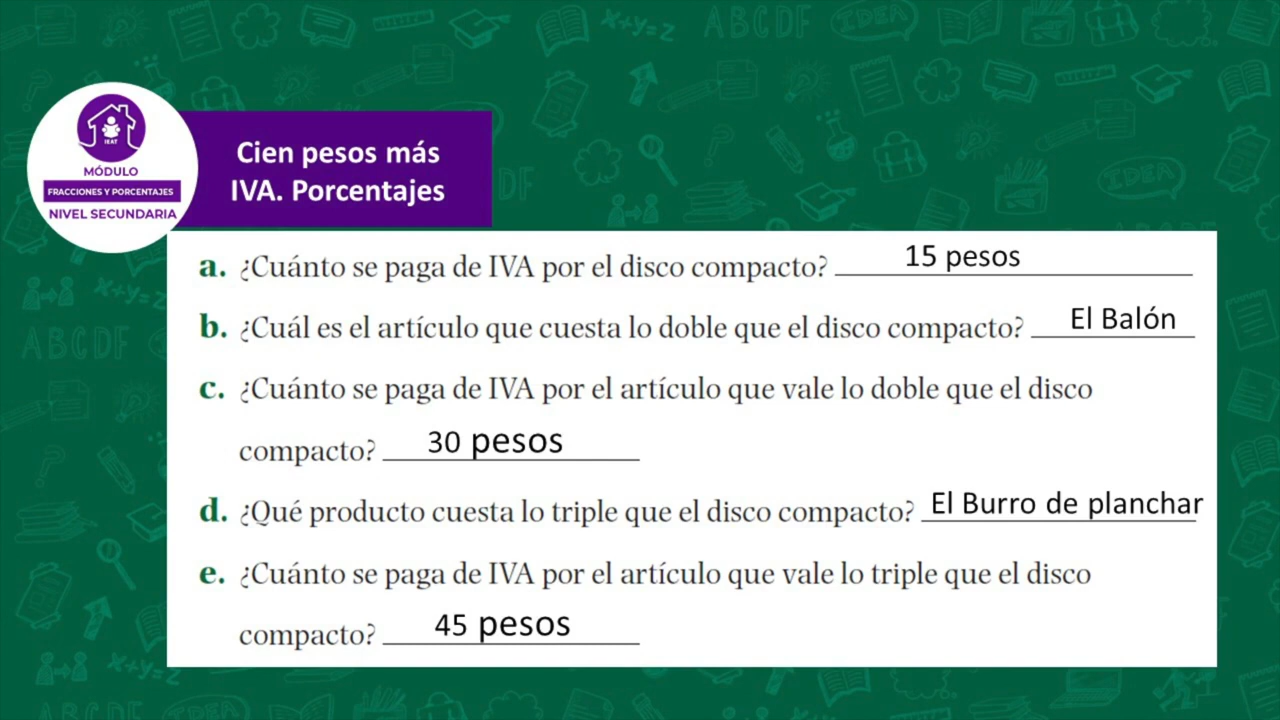 IEAT
MÓDULO
FRACCIONES Y PORCENTAJES
NIVEL SECUNDARIA
Cien pesos más
IVA. Porcentajes
a. ¿Cuánto se paga de IVA por el disco compacto? 15 pesos
b. ¿Cuál es el artículo que cuesta lo doble que el disco compacto? El Balón
c. ¿Cuánto se paga de IVA por el artículo que vale lo doble que el disco
compacto? 30 pesos
d. ¿Qué producto cuesta lo triple que el disco compacto? El Burro de planchar
e. ¿Cuánto se paga de IVA por el artículo que vale lo triple que el disco
compacto? 45 pesos